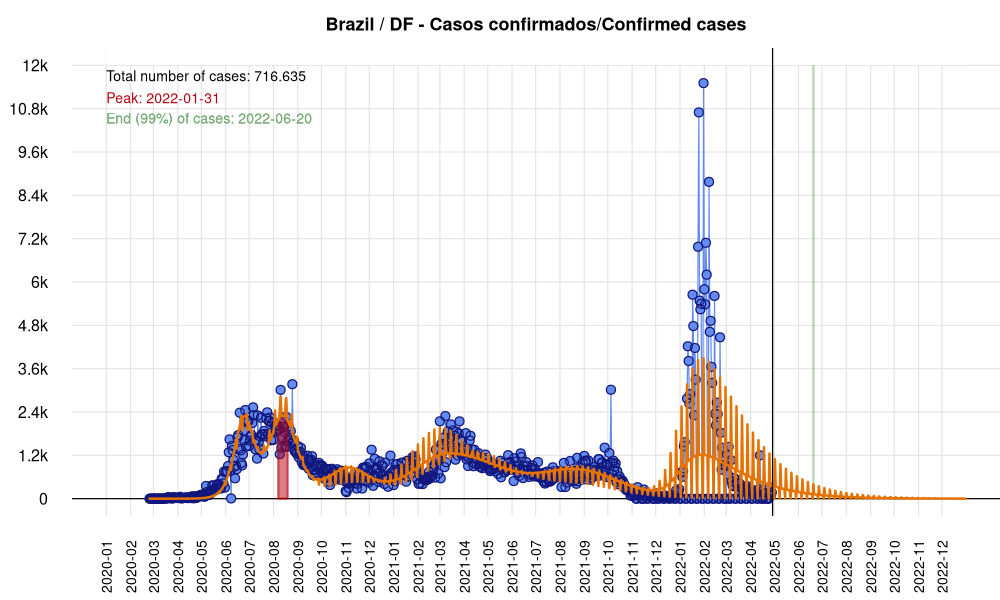 Brazil / DF - Casos confirmados/Confirmed cases
Total number of cases: 716.635
Peak: 2022-01-31
End (99%) of cases: 2022-06-20
12k
10.8k
9.6k
8.4k
7.2k
6k
4.8k
3.6k
2.4k
1.2k
0
2020-01
2020-02
2020-03
2020-04
2020-05
2020-06
2020-07
2020-08
2020-09
2020-10
2020-11
2020-12
2021-01
2021-02
2021-03
2021-04
2021-05
2021-06
2021-07
2021-08
2021-09
2021-10
2021-11
2021-12
2022-01
2022-02
2022-03
2022-04
2022-05
2022-06
2022-07
2022-08
2022-09
2022-10
2022-11
2022-12